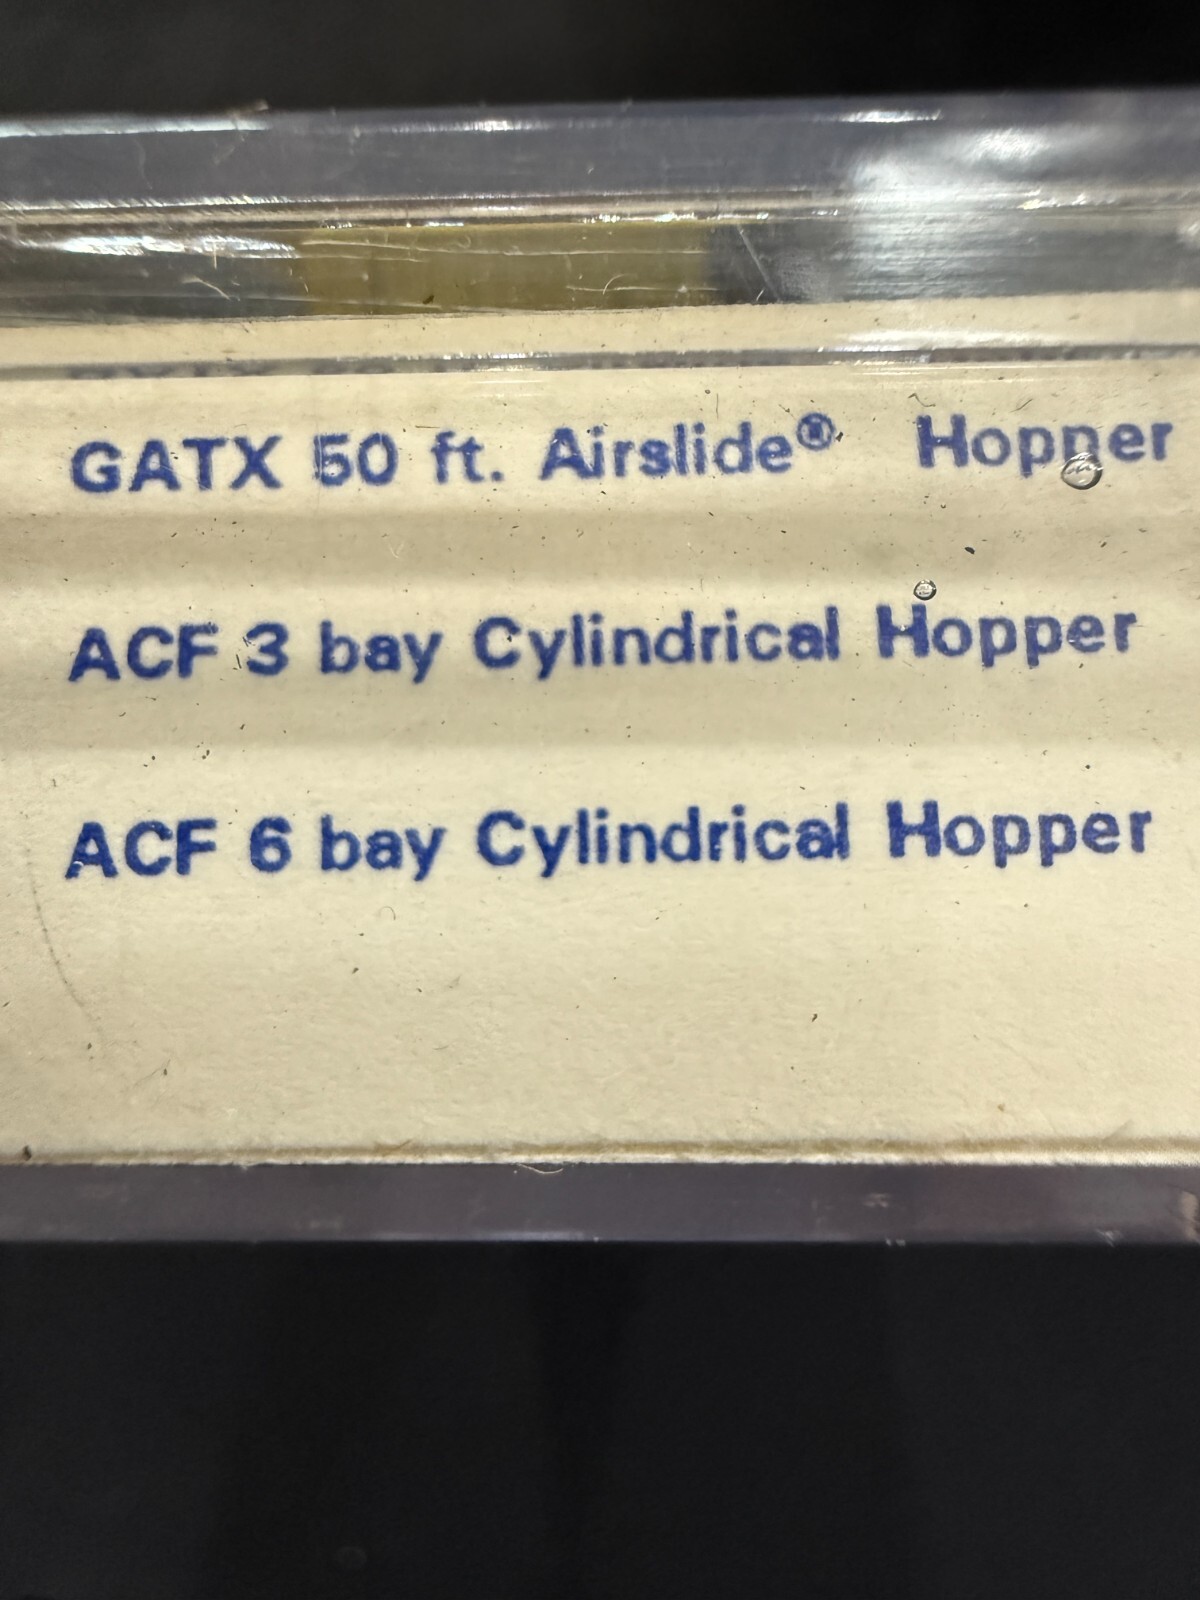 GATX 50 ft. Airslide® Hopper
ACF 3 bay Cylindrical Hopper
ACF 6 bay Cylindrical Hopper